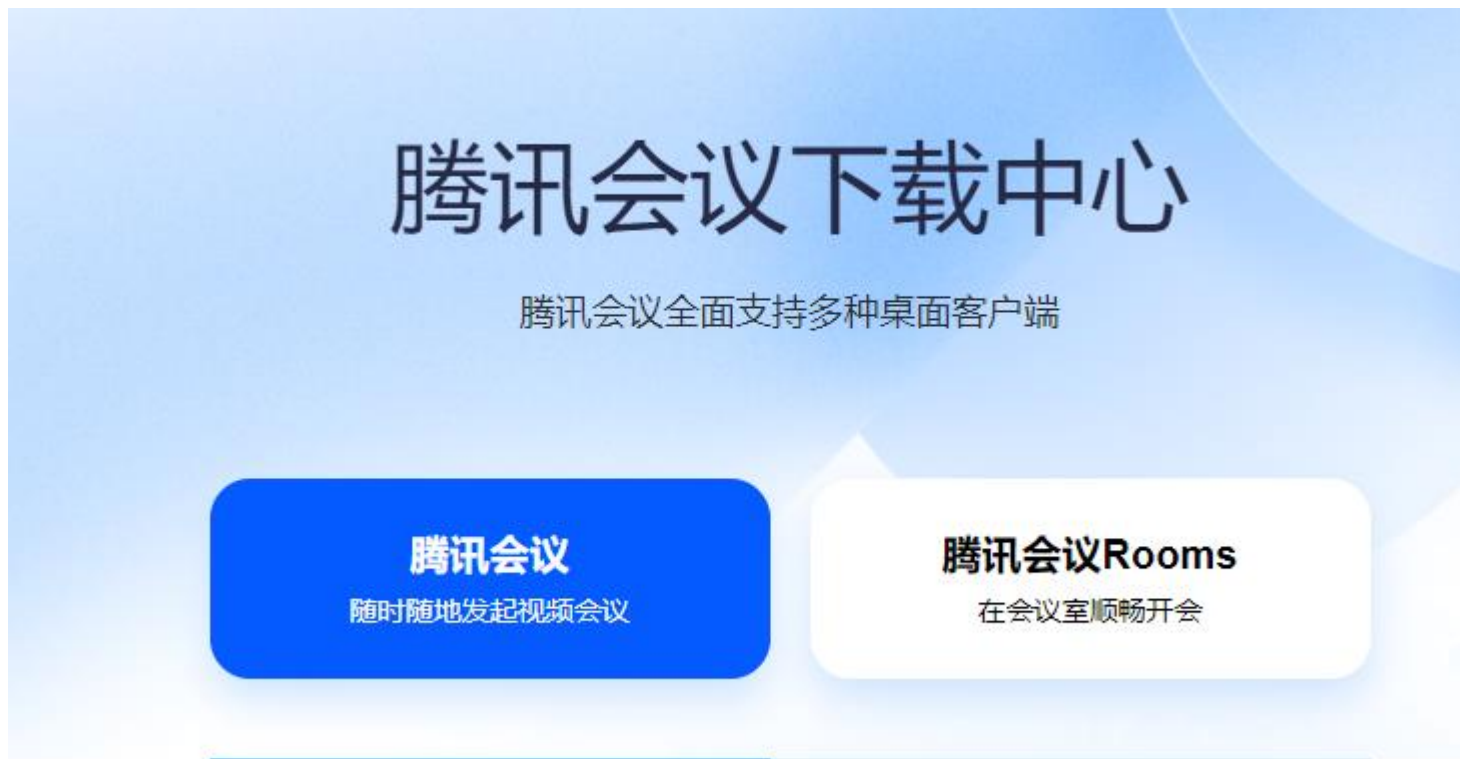 腾讯会议下载中心
腾讯会议全面支持多种桌面客户端
腾讯会议
随时随地发起视频会议
腾讯会议Rooms
在会议室顺畅开会